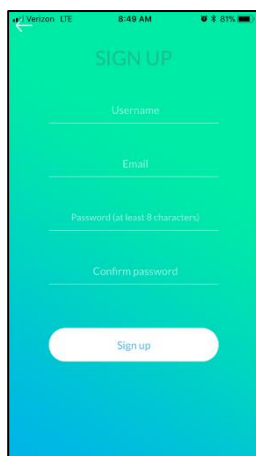 Verizon LTE 8:49 AM 81%
SIGN UP
Username
Email
Password (at least 8 characters)
Confirm password
Sign up